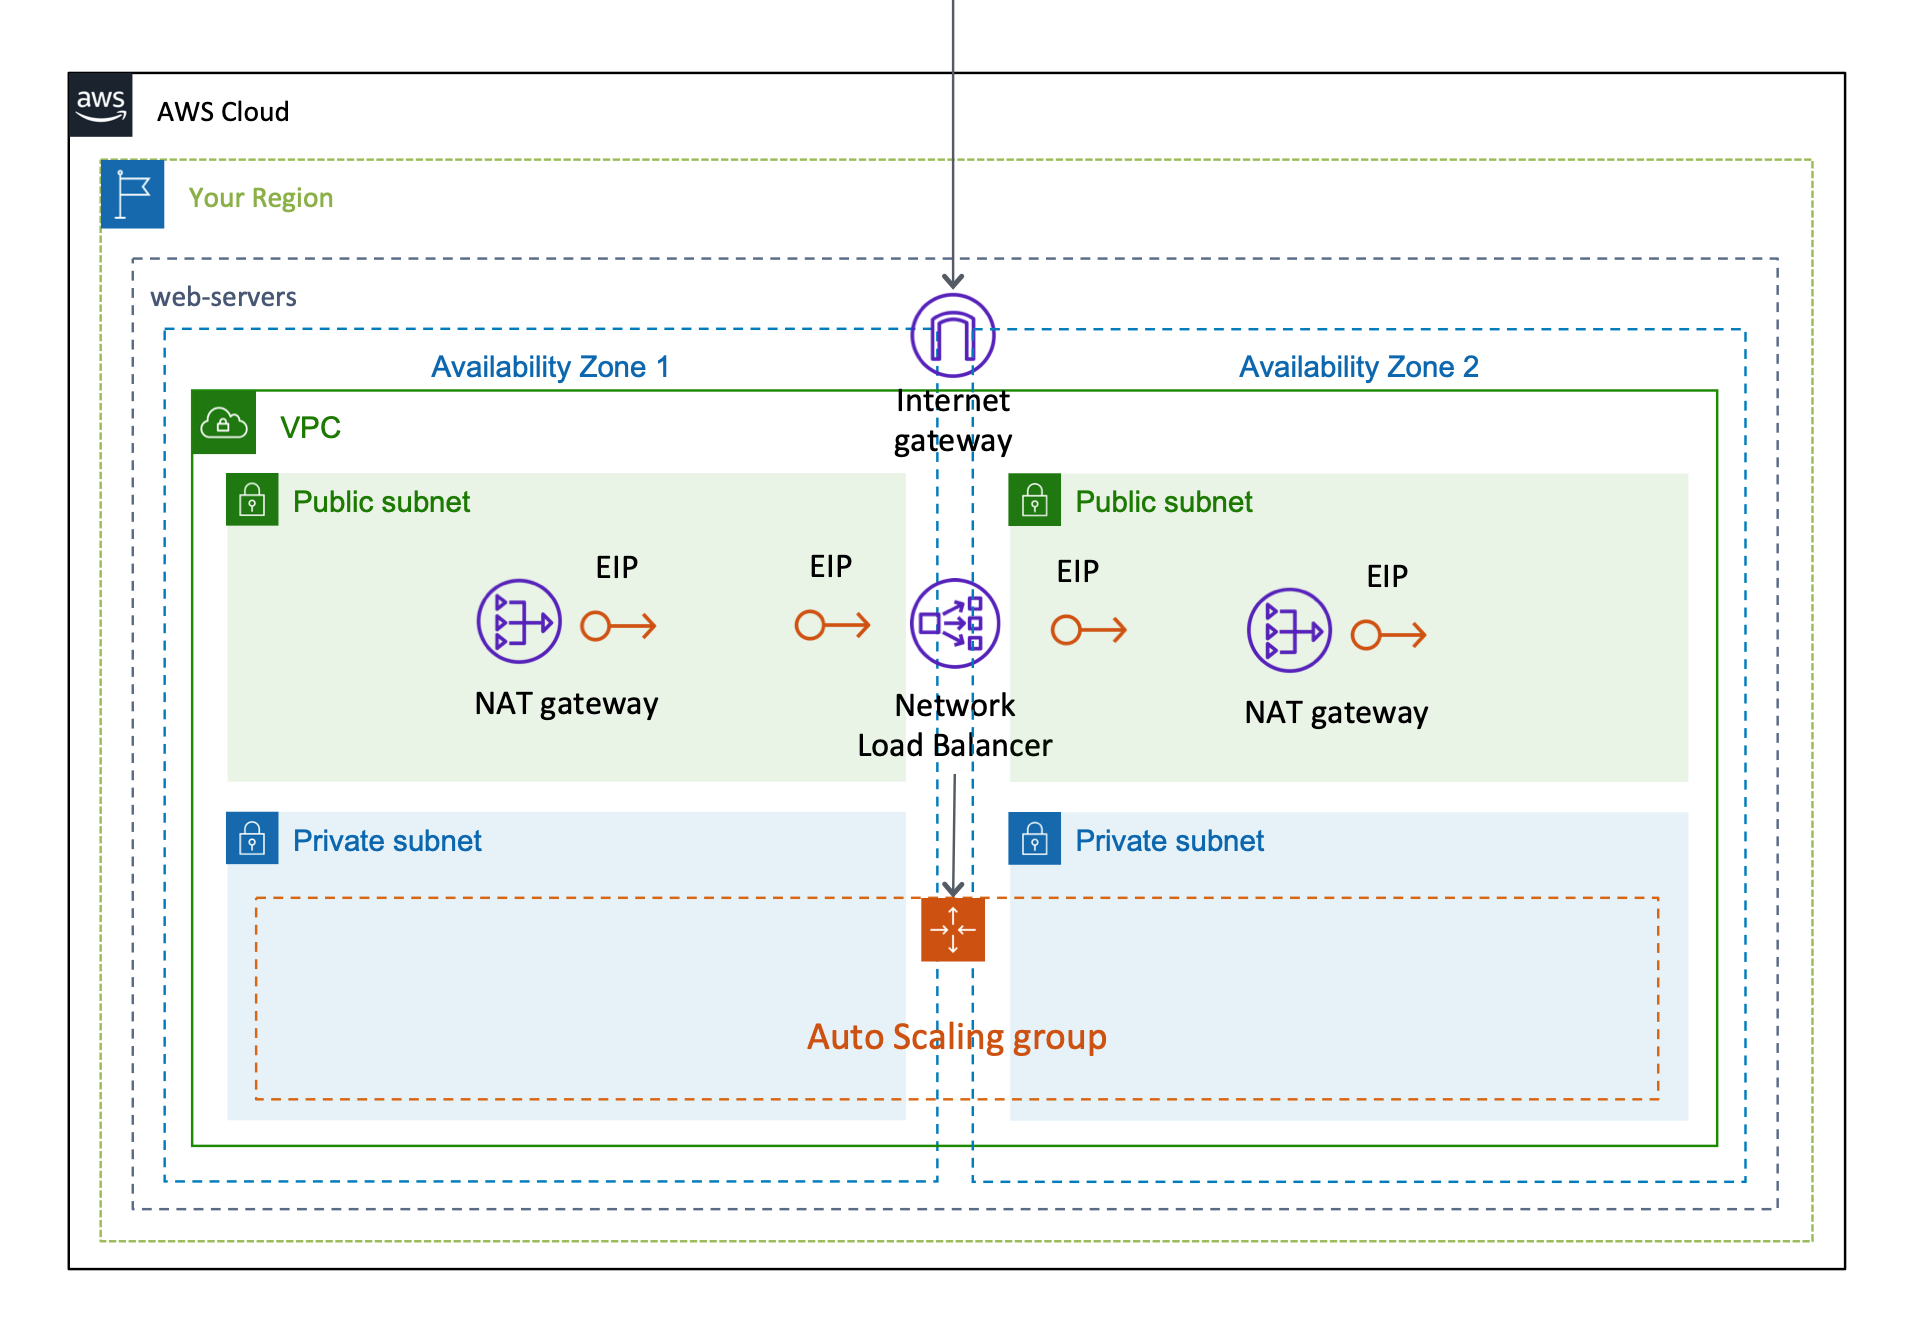 aws
AWS Cloud
Your Region
web-servers
Availability Zone 1
Availability Zone 2
Internet
gateway
VPC
Public subnet
Public subnet
EIP
EIP
EIP
EIP
NAT gateway
Network
Load Balancer
NAT gateway
Private subnet
Private subnet
Auto Scaling group